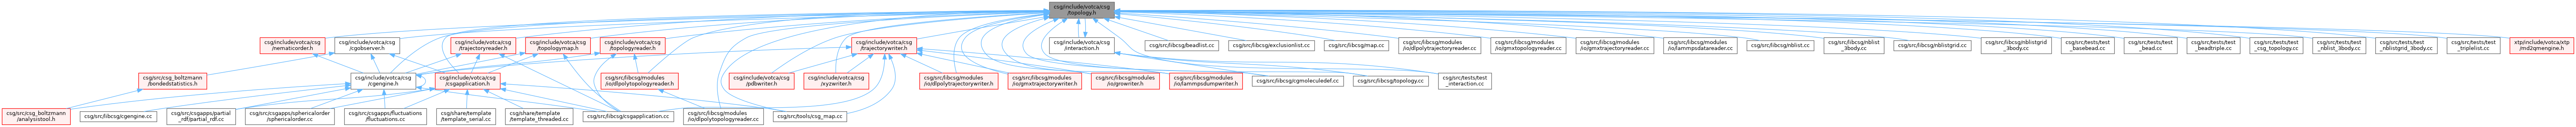 csg/include/votca/csg
/topology.h
csg/include/votca/csg
/nematicorder.h
csg/include/votca/csg
/cgobserver.h
csg/include/votca/csg
/trajectoryreader.h
csg/include/votca/csg
/topologymap.h
csg/include/votca/csg
/topologyreader.h
csg/include/votca/csg
/trajectorywriter.h
csg/include/votca/csg
/interaction.h
csg/src/libcsg/beadlist.cc
csg/src/libcsg/exclusionlist.cc
csg/src/libcsg/map.cc
csg/src/libcsg/modules
/io/dlpolytrajectoryreader.cc
csg/src/libcsg/modules
/io/gmxtopologyreader.cc
csg/src/libcsg/modules
/io/gmxtrajectoryreader.cc
csg/src/libcsg/modules
/io/lammpsdatareader.cc
csg/src/libcsg/nblist.cc
csg/src/libcsg/nblist
_3body.cc
csg/src/libcsg/nblistgrid.cc
csg/src/libcsg/nblistgrid
_3body.cc
csg/src/tests/test
_basebead.cc
csg/src/tests/test
_bead.cc
csg/src/tests/test
_beadtriple.cc
csg/src/tests/test
_csg_topology.cc
csg/src/tests/test
_nblist_3body.cc
csg/src/tests/test
_nblistgrid_3body.cc
csg/src/tests/test
_triplelist.cc
xtp/include/votca/xtp
/md2qmengine.h
csg/src/csg_boltzmann
/bondedstatistics.h
csg/include/votca/csg
/cgengine.h
csg/include/votca/csg
/csgapplication.h
csg/src/libcsg/modules
/io/dlpolytopologyreader.h
csg/include/votca/csg
/pdbwriter.h
csg/include/votca/csg
/xyzwriter.h
csg/src/libcsg/modules
/io/dlpolytrajectorywriter.h
csg/src/libcsg/modules
/io/gmxtrajectorywriter.h
csg/src/libcsg/modules
/io/growriter.h
csg/src/libcsg/modules
/io/lammpsdumpwriter.h
csg/src/libcsg/cgmoleculedef.cc
csg/src/libcsg/topology.cc
csg/src/tests/test
_interaction.cc
csg/src/csg_boltzmann
/analysistool.h
csg/src/libcsg/cgengine.cc
csg/src/csgapps/partial
_rdf/partial_rdf.cc
csg/src/csgapps/sphericalorder
/sphericalorder.cc
csg/src/csgapps/fluctuations
/fluctuations.cc
csg/share/template
/template_serial.cc
csg/share/template
/template_threaded.cc
csg/src/libcsg/csgapplication.cc
csg/src/libcsg/modules
/io/dlpolytopologyreader.cc
csg/src/tools/csg_map.cc